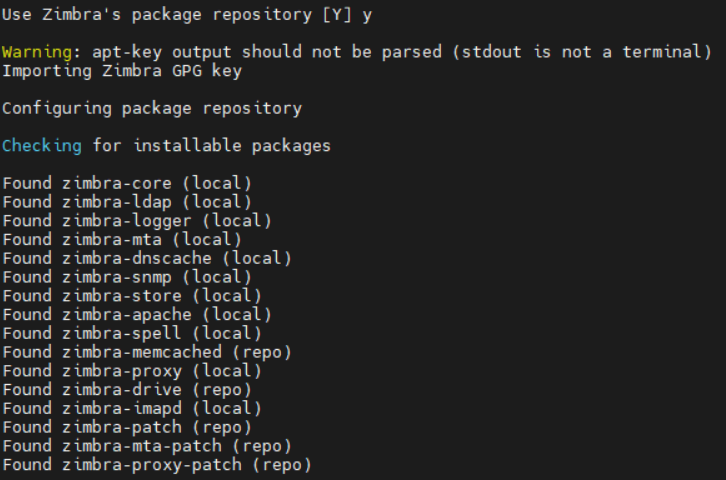 Use Zimbra's package repository [Y] y
Warning: apt-key output should not be parsed (stdout is not a terminal)
Importing Zimbra GPG key
Configuring package repository
Checking for installable packages
Found zimbra-core (local)
Found zimbra-ldap (local)
Found zimbra-logger (local)
Found zimbra-mta (local)
Found zimbra-dnscache (local)
Found zimbra-snmp (local)
Found zimbra-store (local)
Found zimbra-apache (local)
Found zimbra-spell (local)
Found zimbra-memcached (repo)
Found zimbra-proxy (local)
Found zimbra-drive (repo)
Found zimbra-imapd (local)
Found zimbra-patch (repo)
Found zimbra-mta-patch (repo)
Found zimbra-proxy-patch (repo)